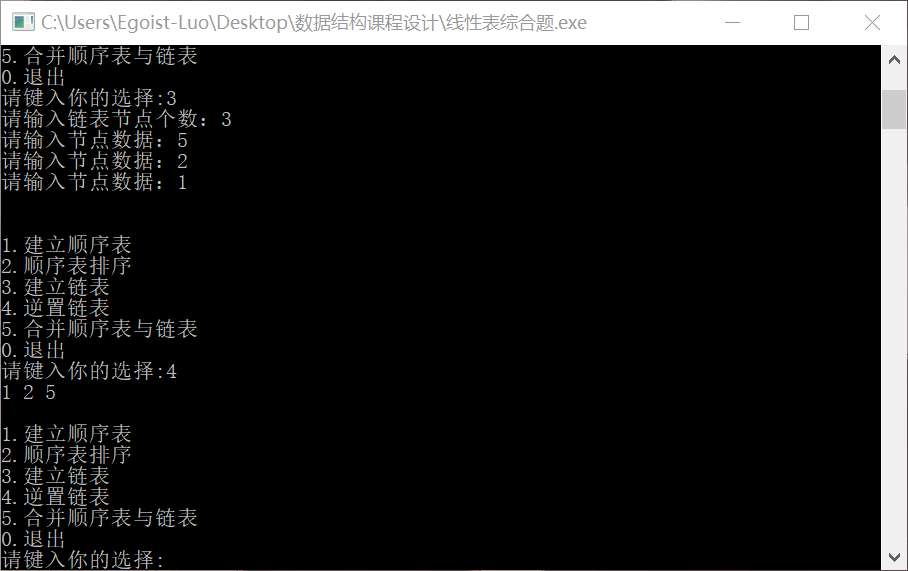 C:\Users\Egoist-Luo\Desktop\数据结构课程设计\线性表综合题.exe
5.合并顺序表与链表
0.退出
请键入你的选择:3
请输入链表节点个数：3
请输入节点数据：5
请输入节点数据：2
请输入节点数据：1
1.建立顺序表
2.顺序表排序
3.建立链表
4.逆置链表
5.合并顺序表与链表
0.退出
请键入你的选择:4
1 2 5
1.建立顺序表
2.顺序表排序
3.建立链表
4.逆置链表
5.合并顺序表与链表
0.退出
请键入你的选择: